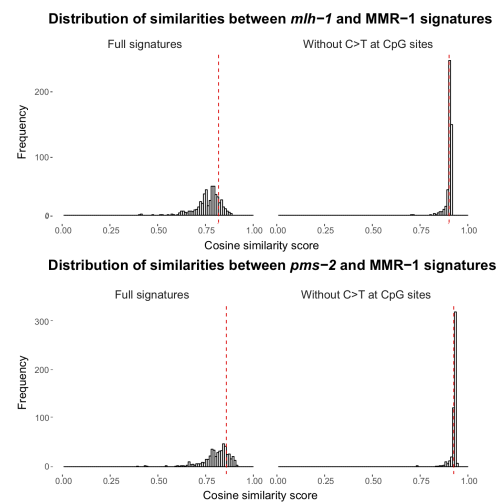 Distribution of similarities between mlh−1 and MMR−1 signatures
Full signatures Without C>T at CpG sites
Frequency
200
100
0
0.00 0.25 0.50 0.75 1.00 0.00 0.25 0.50 0.75 1.00
Cosine similarity score
Distribution of similarities between pms−2 and MMR−1 signatures
Full signatures Without C>T at CpG sites
Frequency
300
200
100
0
0.00 0.25 0.50 0.75 1.00 0.00 0.25 0.50 0.75 1.00
Cosine similarity score